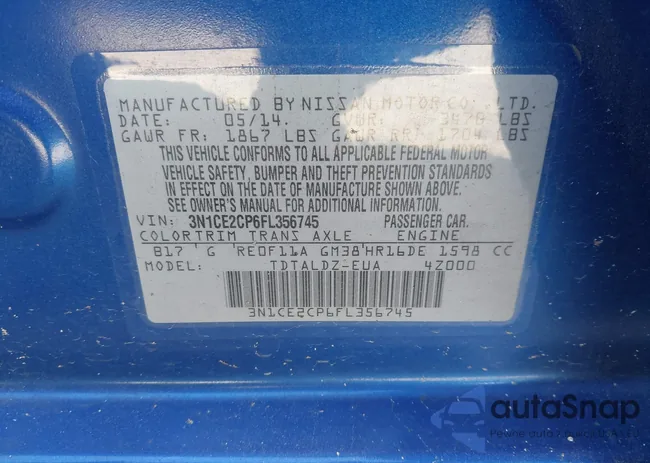 MANUFACTURED BY NISSAN MOTOR CO., LTD.
DATE: 05/14. GVWR: LBS
GAWR FR: 1867 LBS GAWR RR: 1704 LBS
THIS VEHICLE CONFORMS TO ALL APPLICABLE FEDERAL MOTOR
VEHICLE SAFETY, BUMPER AND THEFT PREVENTION STANDARDS
IN EFFECT ON THE DATE OF MANUFACTURE SHOWN ABOVE.
SEE OWNER'S MANUAL FOR ADDITIONAL INFORMATION.
VIN: 3N1CE2CP6FL356745 PASSENGER CAR.
COLORTRIM TRANS AXLE ENGINE
B17 G RE0F11A GM38 HR16DE 1598 CC
MODEL: TDTALDZ-EUA 4Z000
3N1CE2CP6FL356745
autoSnap
Pewne auta z